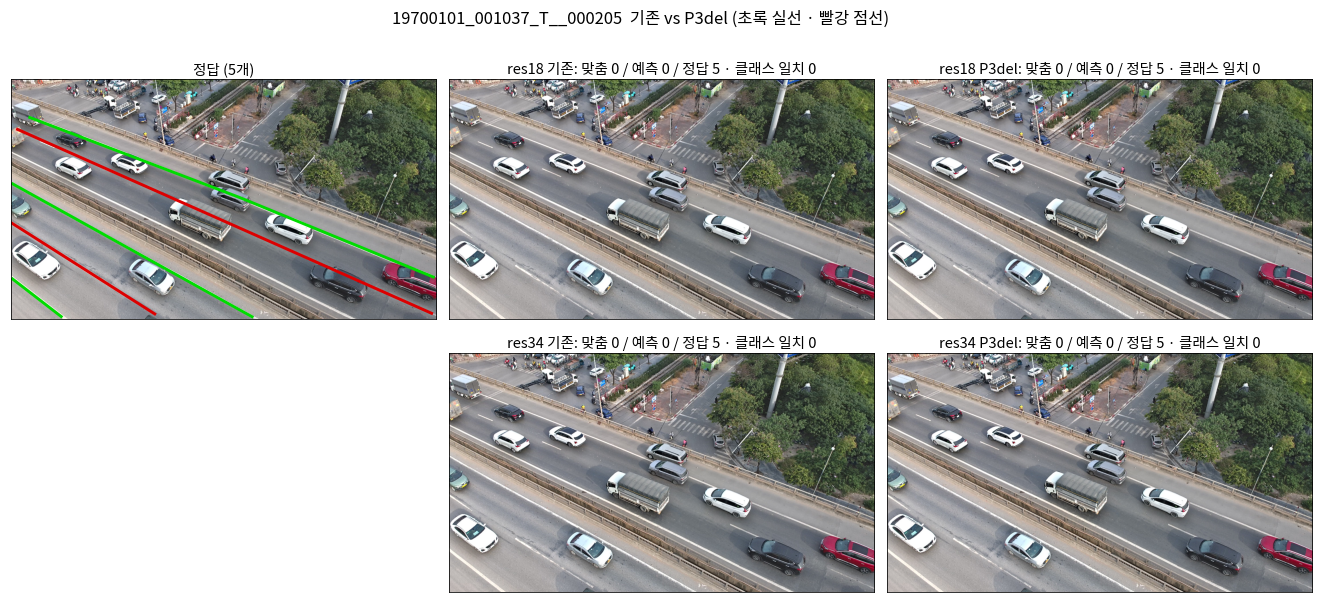 19700101_001037_T__000205 기존 vs P3del (초록 실선 · 빨강 점선)
정답 (5개)
res18 기존: 맞춤 0 / 예측 0 / 정답 5 · 클래스 일치 0
res18 P3del: 맞춤 0 / 예측 0 / 정답 5 · 클래스 일치 0
res34 기존: 맞춤 0 / 예측 0 / 정답 5 · 클래스 일치 0
res34 P3del: 맞춤 0 / 예측 0 / 정답 5 · 클래스 일치 0